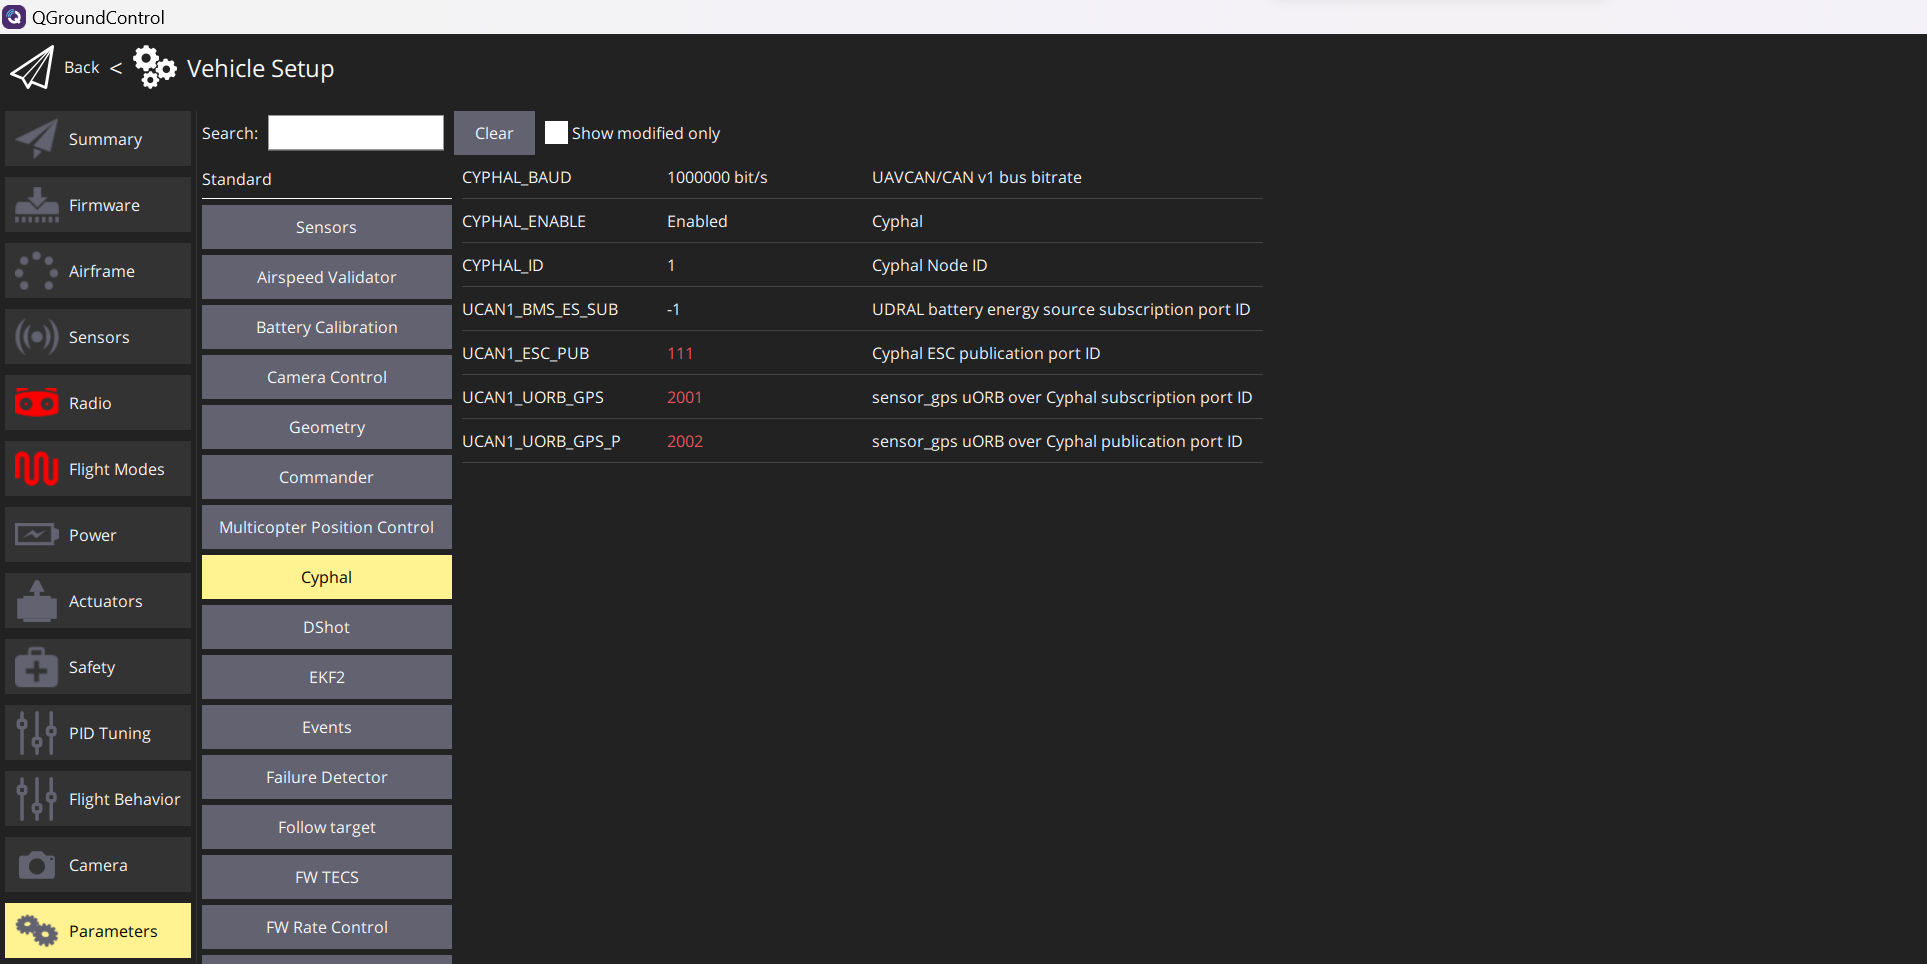 QGroundControl
Back < Vehicle Setup
Summary
Firmware
Airframe
Sensors
Radio
Flight Modes
Power
Actuators
Safety
PID Tuning
Flight Behavior
Camera
Parameters
Search: Clear Show modified only
Standard
Sensors
Airspeed Validator
Battery Calibration
Camera Control
Geometry
Commander
Multicopter Position Control
Cyphal
DShot
EKF2
Events
Failure Detector
Follow target
FW TECS
FW Rate Control
CYPHAL_BAUD 1000000 bit/s UAVCAN/CAN v1 bus bitrate
CYPHAL_ENABLE Enabled Cyphal
CYPHAL_ID 1 Cyphal Node ID
UCAN1_BMS_ES_SUB -1 UDRAL battery energy source subscription port ID
UCAN1_ESC_PUB 111 Cyphal ESC publication port ID
UCAN1_UORB_GPS 2001 sensor_gps uORB over Cyphal subscription port ID
UCAN1_UORB_GPS_P 2002 sensor_gps uORB over Cyphal publication port ID